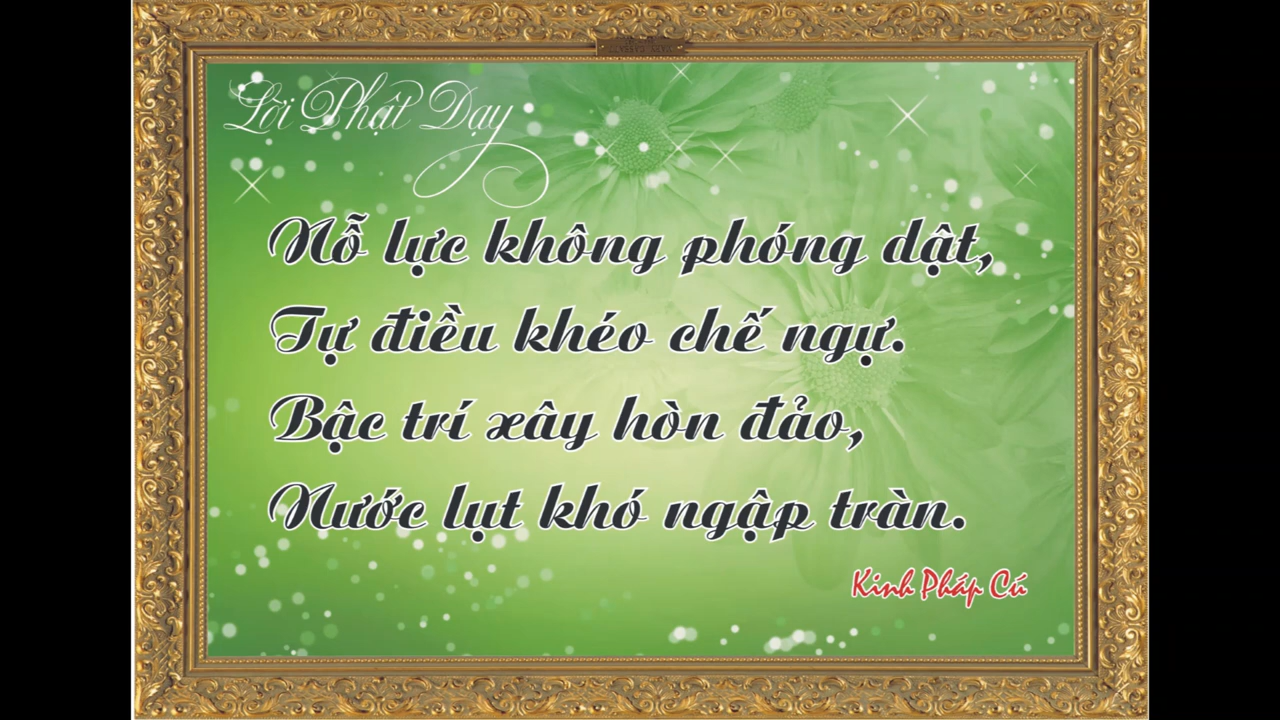 Lời Phật Dạy
Nỗ lực không phóng dật,
Tự điều khéo chế ngự.
Bậc trí xây hòn đảo,
Nước lụt khó ngập tràn.
Kinh Pháp Cú